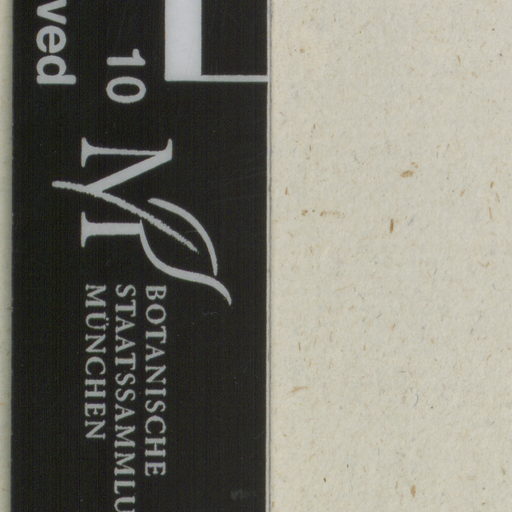 ved
10
M
BOTANISCHE
STAATSSAMMLU
MÜNCHEN